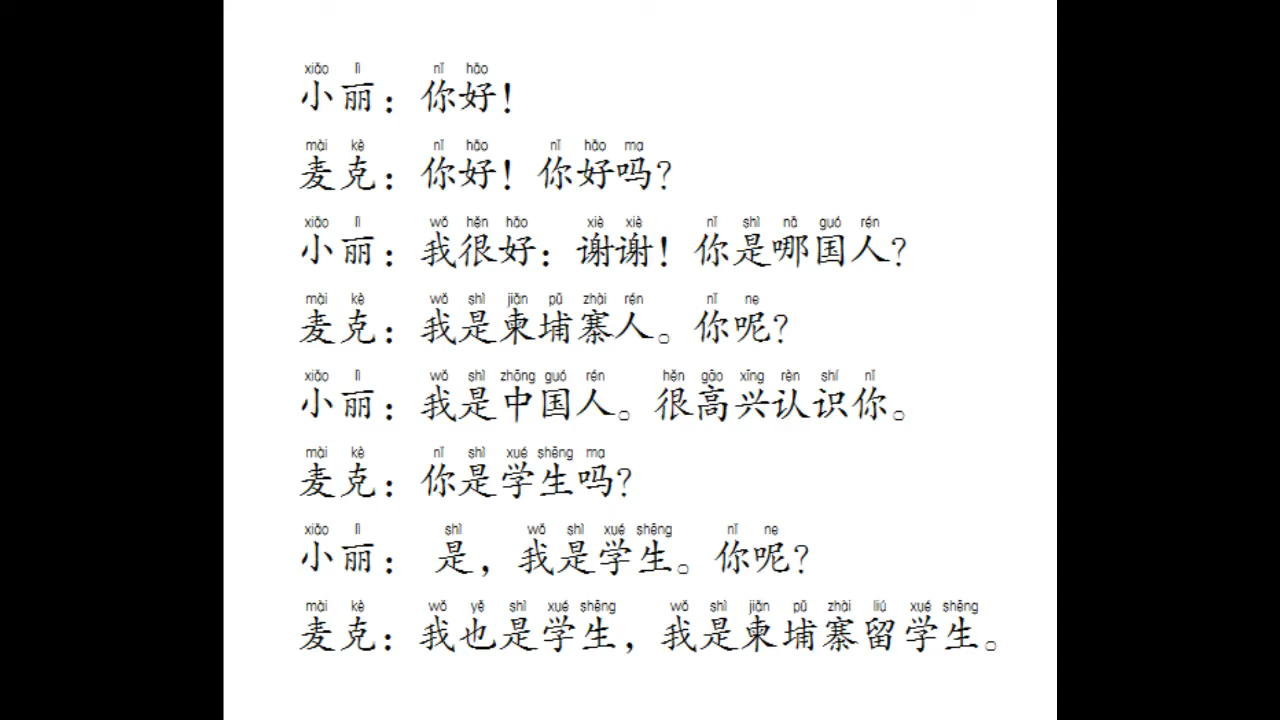 xiǎo lì nǐ hǎo
小丽：你好！
mài kè nǐ hǎo nǐ hǎo ma
麦克：你好！你好吗？
xiǎo lì wǒ hěn hǎo xiè xiè nǐ shì nǎ guó rén
小丽：我很好：谢谢！你是哪国人？
mài kè wǒ shì jiǎn pǔ zhài rén nǐ ne
麦克：我是柬埔寨人。你呢？
xiǎo lì wǒ shì zhōng guó rén hěn gāo xīng rèn shí nǐ
小丽：我是中国人。很高兴认识你。
mài kè nǐ shì xué shēng ma
麦克：你是学生吗？
xiǎo lì shì wǒ shì xué shēng nǐ ne
小丽：是，我是学生。你呢？
mài kè wǒ yě shì xué shēng wǒ shì jiǎn pǔ zhài liú xué shēng
麦克：我也是学生，我是柬埔寨留学生。